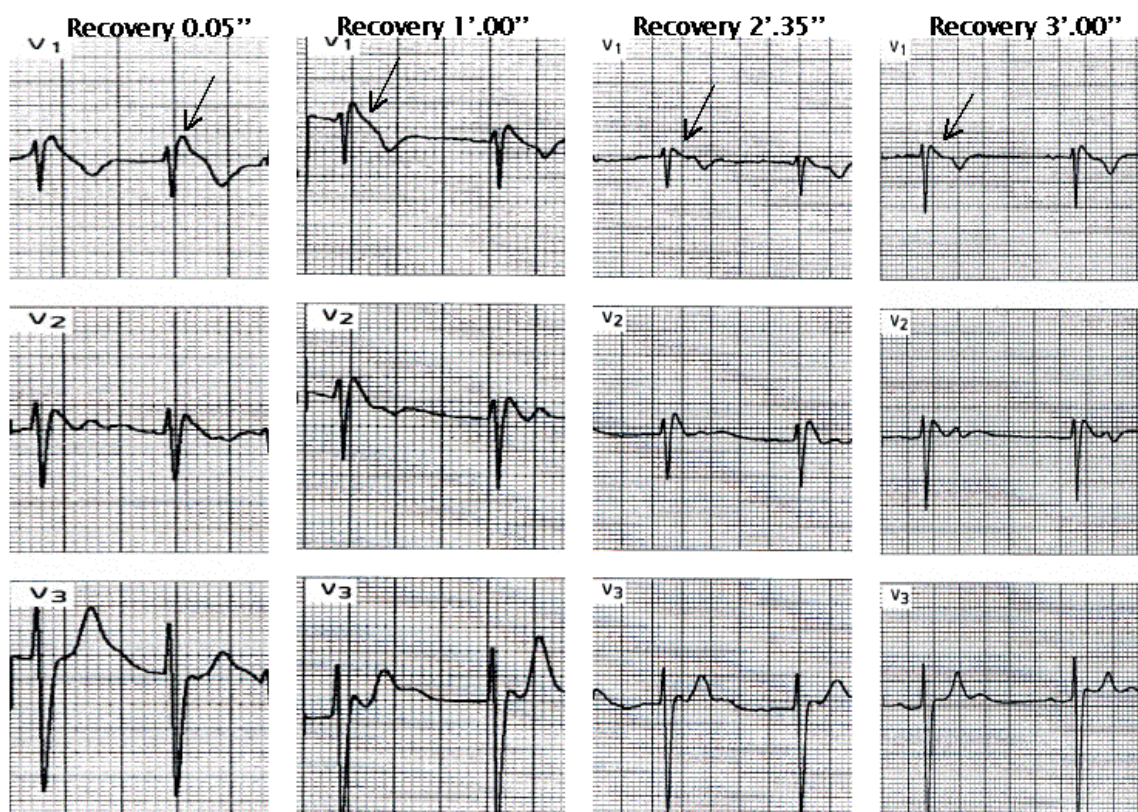 Recovery 0.05’’ Recovery 1’.00’’ Recovery 2’.35’’ Recovery 3’.00’’
V1 V1 V1 V1
V2 V2 V2 V2
V3 V3 V3 V3